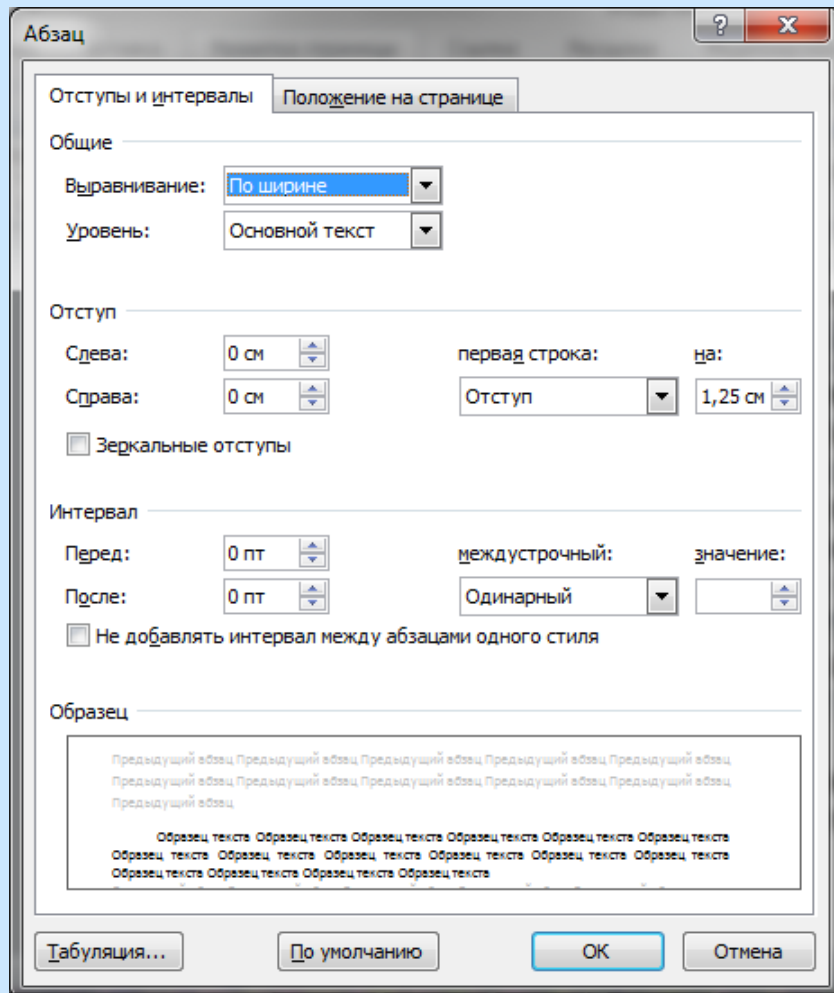 Абзац
Отступы и интервалы Положение на странице
Общие
Выравнивание: По ширине
Уровень: Основной текст
Отступ
Слева: 0 см первая строка: на:
Справа: 0 см Отступ 1,25 см
Зеркальные отступы
Интервал
Перед: 0 пт междустрочный: значение:
После: 0 пт Одинарный
Не добавлять интервал между абзацами одного стиля
Образец
Предыдущий абзац Предыдущий абзац Предыдущий абзац Предыдущий абзац Предыдущий абзац
Предыдущий абзац Предыдущий абзац Предыдущий абзац Предыдущий абзац Предыдущий абзац
Предыдущий абзац
Образец текста Образец текста Образец текста Образец текста Образец текста Образец текста
Образец текста Образец текста Образец текста Образец текста Образец текста Образец текста
Образец текста Образец текста Образец текста Образец текста
Табуляция... По умолчанию ОК Отмена